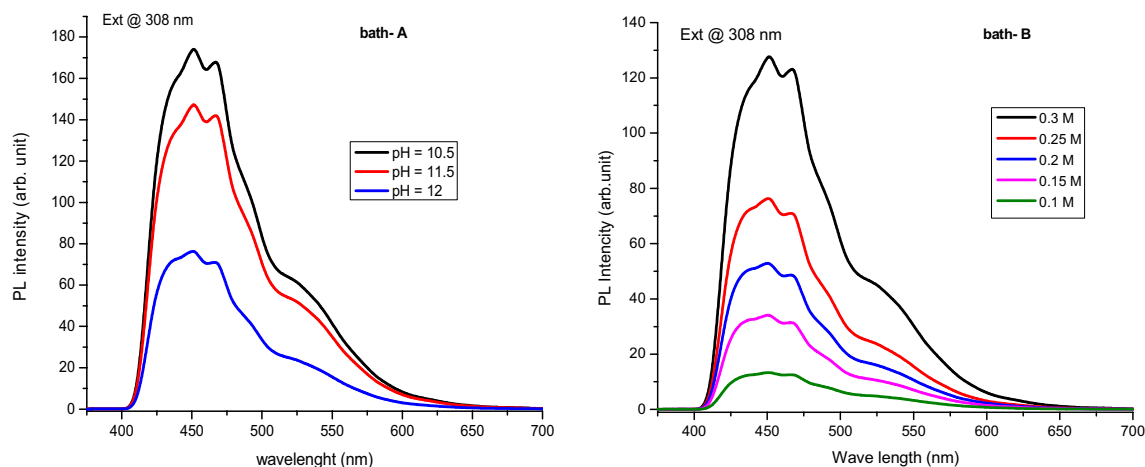 Ext @ 308 nm
bath- A
180
160
140
120
100
80
60
40
20
0
PL intensity (arb. unit)
pH = 10.5
pH = 11.5
pH = 12
400 450 500 550 600 650 700
wavelenght (nm)
Ext @ 308 nm
bath- B
140
120
100
80
60
40
20
0
PL Intencity (arb.unit)
0.3 M
0.25 M
0.2 M
0.15 M
0.1 M
400 450 500 550 600 650 700
Wave length (nm)